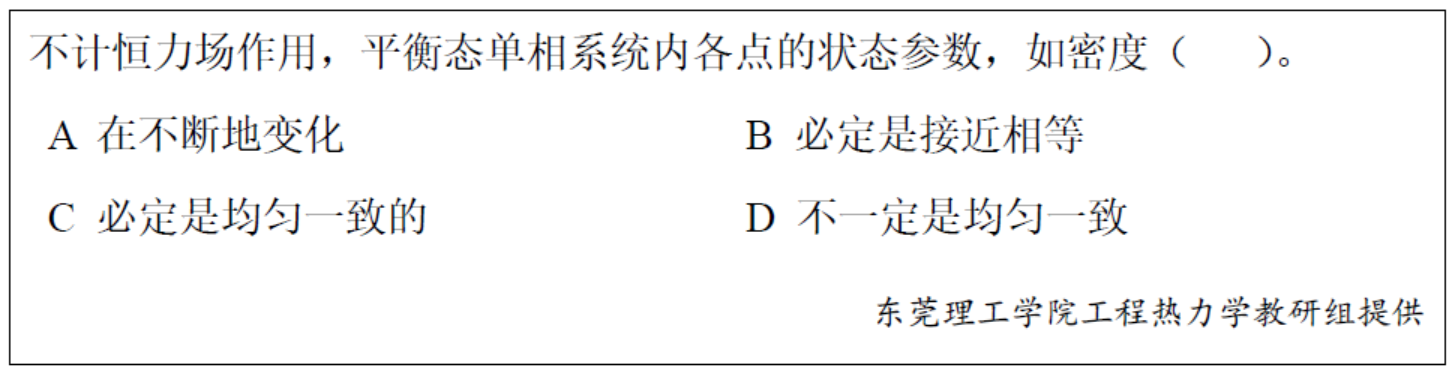 不计恒力场作用，平衡态单相系统内各点的状态参数，如密度（　　）。
A 在不断地变化　　B 必定是接近相等
C 必定是均匀一致的　　D 不一定是均匀一致
东莞理工学院工程热力学教研组提供